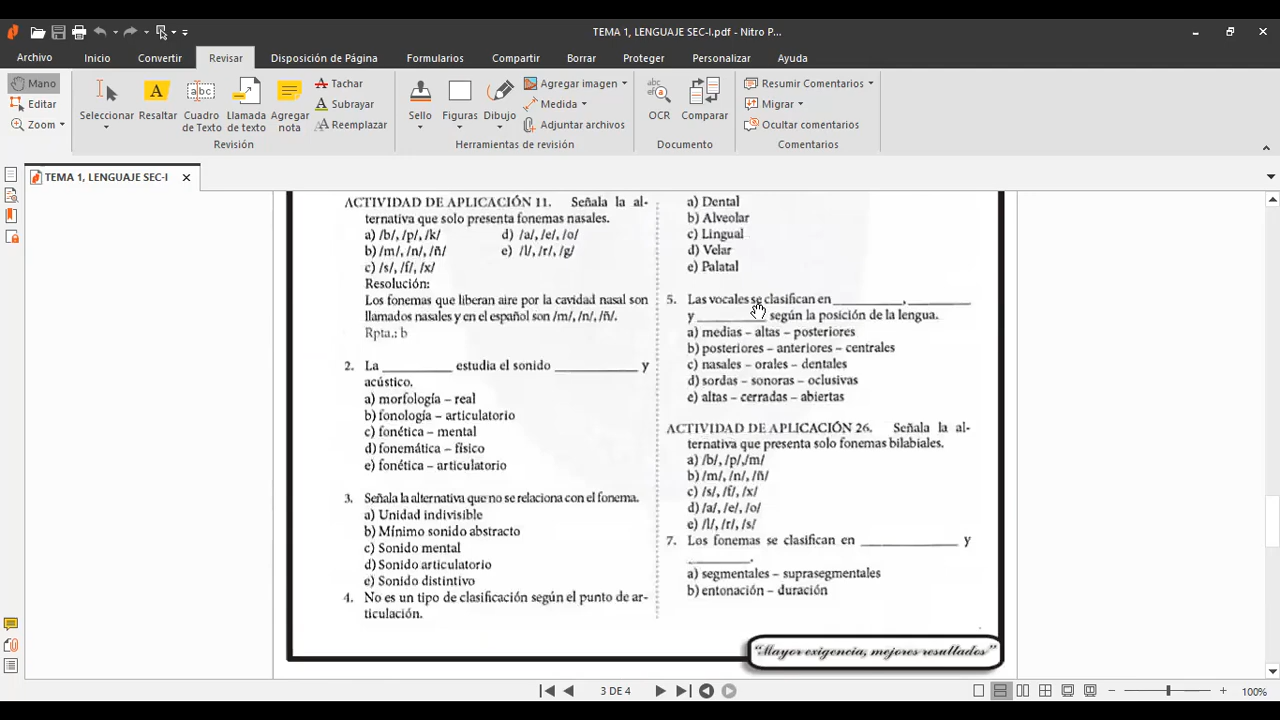 TEMA 1, LENGUAJE SEC-I.pdf - Nitro P...
Archivo
Inicio
Convertir
Revisar
Disposición de Página
Formularios
Compartir
Borrar
Proteger
Personalizar
Ayuda
Mano
Editar
Zoom
Seleccionar
Resaltar
Cuadro de Texto
Llamada de texto
Agregar nota
Tachar
Subrayar
Reemplazar
Revisión
Sello
Figuras
Dibujo
Agregar imagen
Medida
Adjuntar archivos
Herramientas de revisión
OCR
Comparar
Documento
Resumir Comentarios
Migrar
Ocultar comentarios
Comentarios
TEMA 1, LENGUAJE SEC-I
ACTIVIDAD DE APLICACIÓN 11. Señala la al-
ternativa que solo presenta fonemas nasales.
a) /b/, /p/, /k/ d) /a/, /e/, /o/
b) /m/, /n/, /ñ/ e) /l/, /r/, /g/
c) /s/, /f/, /x/
Resolución:
Los fonemas que liberan aire por la cavidad nasal son
llamados nasales y en el español son /m/, /n/, /ñ/.
Rpta.: b
2. La __________ estudia el sonido ____________ y
acústico.
a) morfología – real
b) fonología – articulatorio
c) fonética – mental
d) fonemática – físico
e) fonética – articulatorio
3. Señala la alternativa que no se relaciona con el fonema.
a) Unidad indivisible
b) Mínimo sonido abstracto
c) Sonido mental
d) Sonido articulatorio
e) Sonido distintivo
4. No es un tipo de clasificación según el punto de ar-
ticulación.
a) Dental
b) Alveolar
c) Lingual
d) Velar
e) Palatal
5. Las vocales se clasifican en __________, _________
y __________ según la posición de la lengua.
a) medias – altas – posteriores
b) posteriores – anteriores – centrales
c) nasales – orales – dentales
d) sordas – sonoras – oclusivas
e) altas – cerradas – abiertas
ACTIVIDAD DE APLICACIÓN 26. Señala la al-
ternativa que presenta solo fonemas bilabiales.
a) /b/, /p/,/m/
b) /m/, /n/, /ñ/
c) /s/, /f/, /x/
d) /a/, /e/, /o/
e) /l/, /r/, /s/
7. Los fonemas se clasifican en ______________ y
_________.
a) segmentales – suprasegmentales
b) entonación – duración
"Mayor exigencia, mejores resultados"
3 DE 4
100%